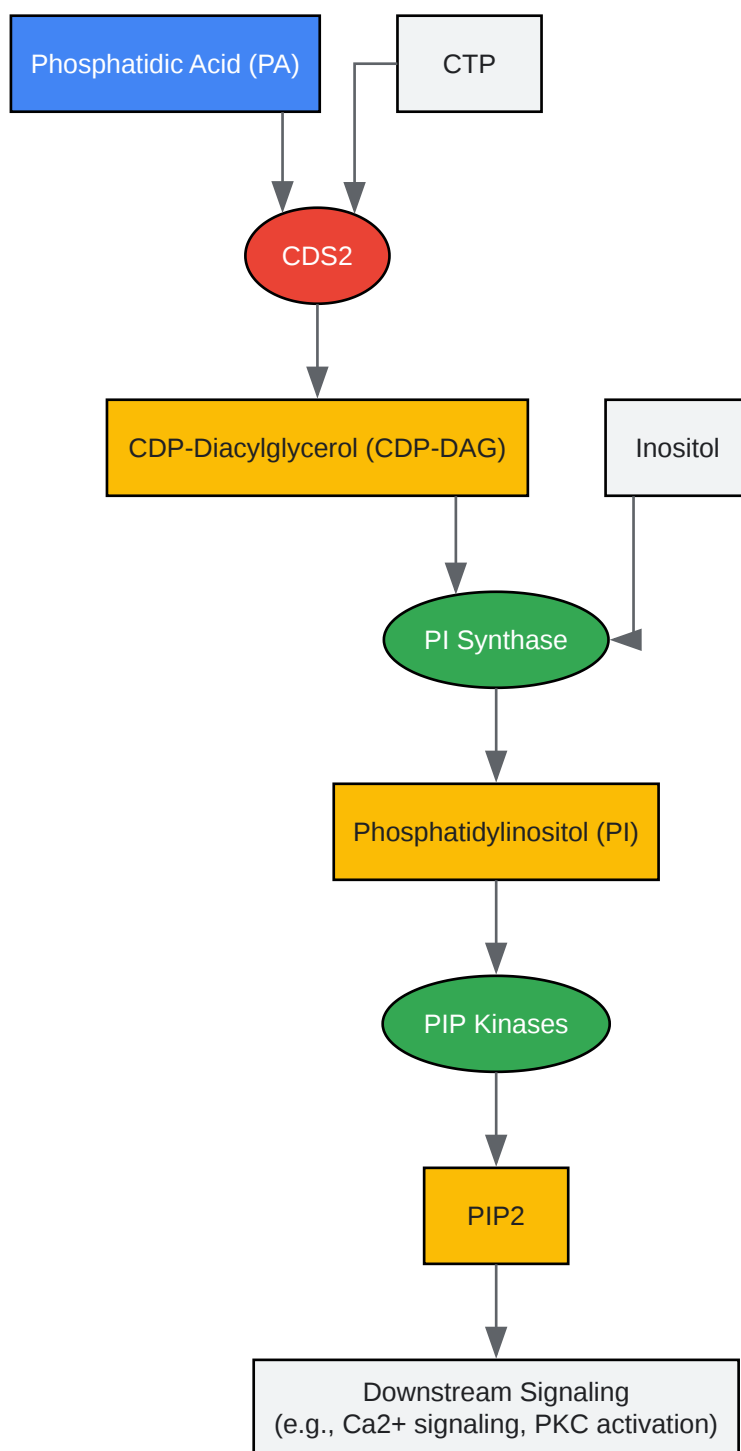 Phosphatidic Acid (PA)
CTP
CDS2
CDP-Diacylglycerol (CDP-DAG)
Inositol
PI Synthase
Phosphatidylinositol (PI)
PIP Kinases
PIP2
Downstream Signaling
(e.g., Ca2+ signaling, PKC activation)